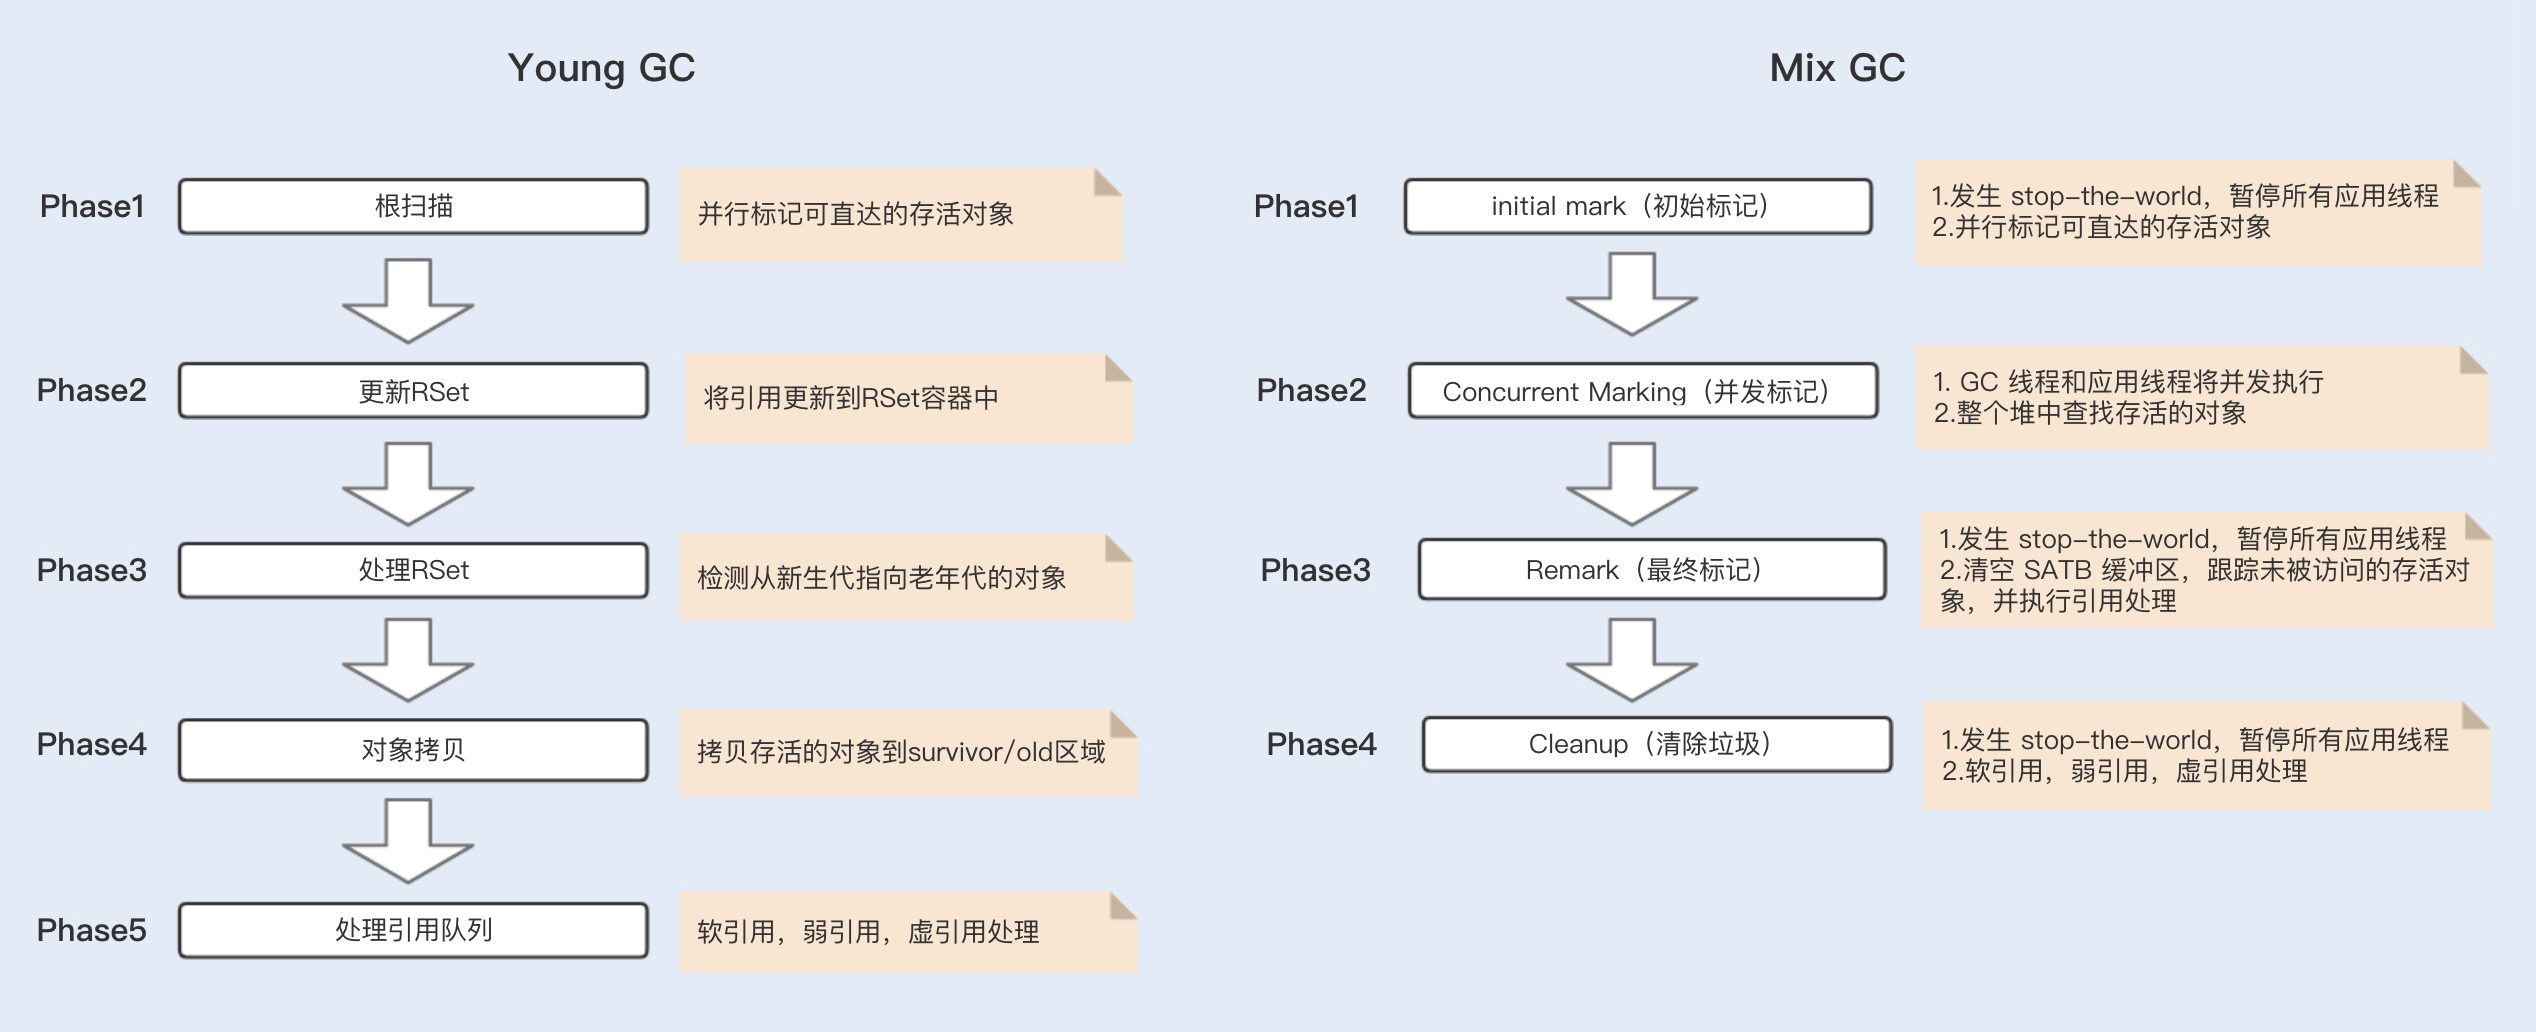 Young GC
Phase1
根扫描
并行标记可直达的存活对象
Phase2
更新RSet
将引用更新到RSet容器中
Phase3
处理RSet
检测从新生代指向老年代的对象
Phase4
对象拷贝
拷贝存活的对象到survivor/old区域
Phase5
处理引用队列
软引用，弱引用，虚引用处理
Mix GC
Phase1
initial mark（初始标记）
1.发生 stop-the-world，暂停所有应用线程
2.并行标记可直达的存活对象
Phase2
Concurrent Marking（并发标记）
1. GC 线程和应用线程将并发执行
2.整个堆中查找存活的对象
Phase3
Remark（最终标记）
1.发生 stop-the-world，暂停所有应用线程
2.清空 SATB 缓冲区，跟踪未被访问的存活对
象，并执行引用处理
Phase4
Cleanup（清除垃圾）
1.发生 stop-the-world，暂停所有应用线程
2.软引用，弱引用，虚引用处理